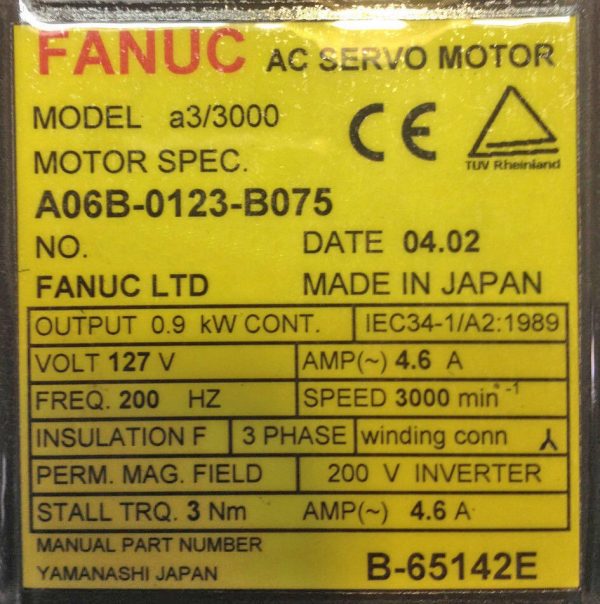 FANUC AC SERVO MOTOR
MODEL a3/3000
CE
TUV Rheinland
MOTOR SPEC.
A06B-0123-B075
NO. DATE 04.02
FANUC LTD MADE IN JAPAN
OUTPUT 0.9 kW CONT. IEC34-1/A2:1989
VOLT 127 V AMP(~) 4.6 A
FREQ. 200 HZ SPEED 3000 min⁻¹
INSULATION F 3 PHASE winding conn
PERM. MAG. FIELD 200 V INVERTER
STALL TRQ. 3 Nm AMP(~) 4.6 A
MANUAL PART NUMBER
YAMANASHI JAPAN B-65142E